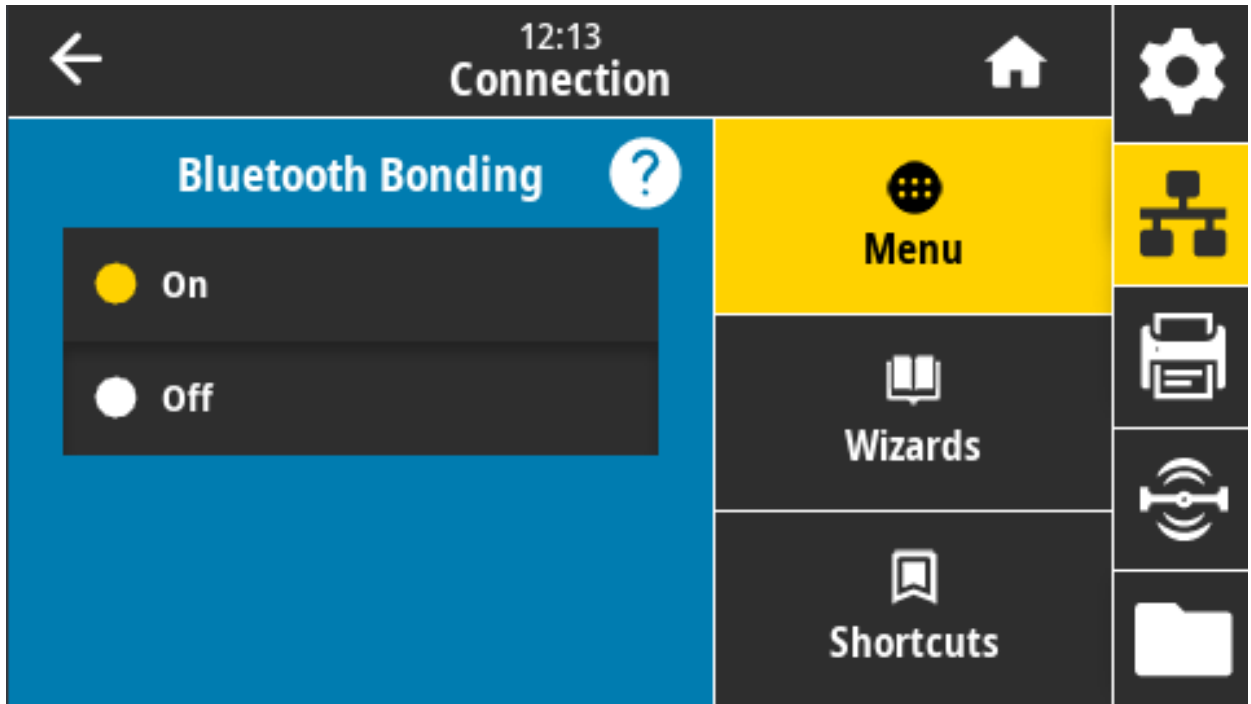 12:13
Connection
Bluetooth Bonding
?
On
Off
Menu
Wizards
Shortcuts